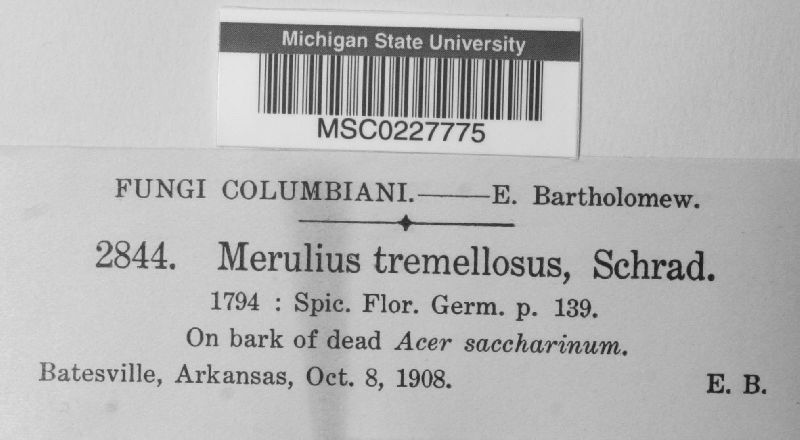 Michigan State University
MSC0227775
FUNGI COLUMBIANI.——E. Bartholomew.
2844. Merulius tremellosus, Schrad.
1794 : Spic. Flor. Germ. p. 139.
On bark of dead Acer saccharinum.
Batesville, Arkansas, Oct. 8, 1908. E. B.